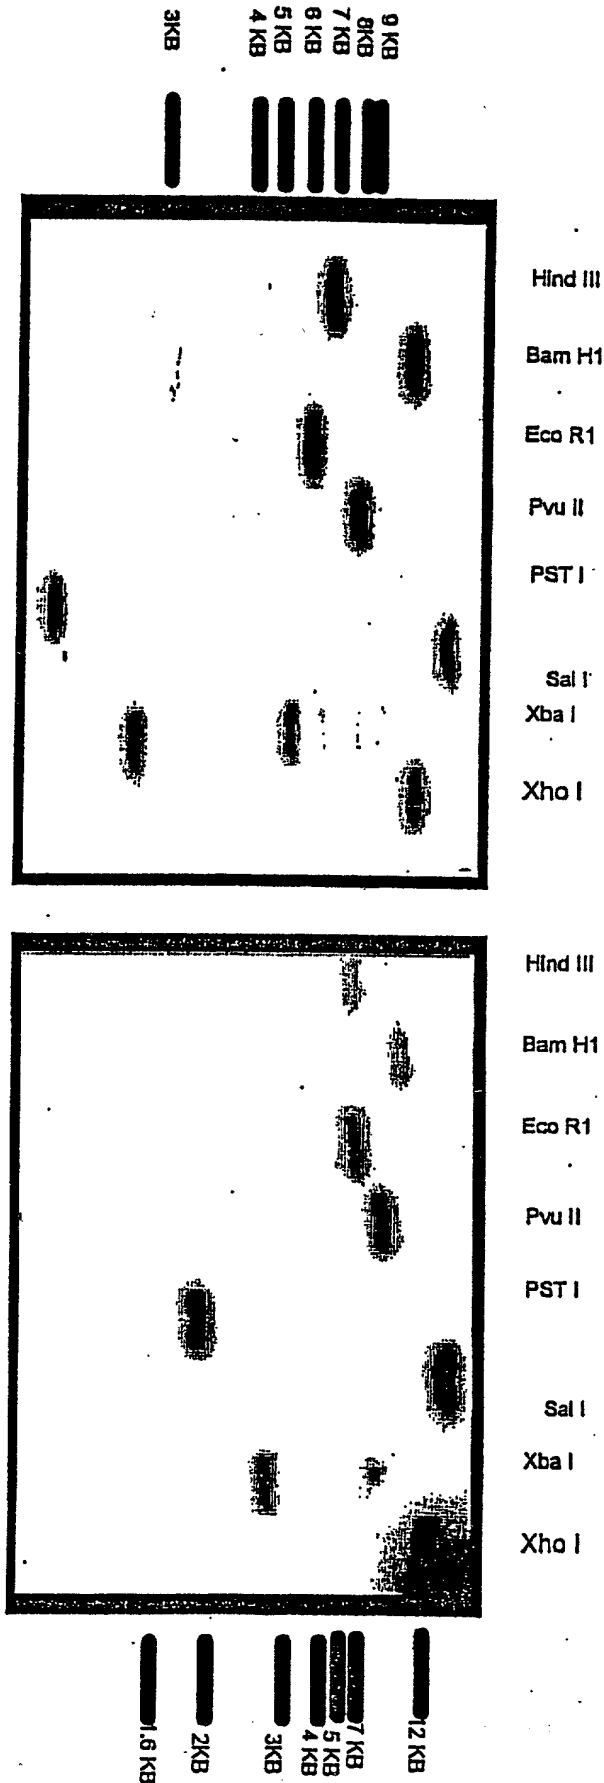 3KB
4 KB
5 KB
6 KB
7 KB
8KB
9 KB
Hind III
Bam H1
Eco R1
Pvu II
PST I
Sal I
Xba I
Xho I
Hind III
Bam H1
Eco R1
Pvu II
PST I
Sal I
Xba I
Xho I
1.6 KB
2KB
3KB
4 KB
5 KB
7 KB
12 KB